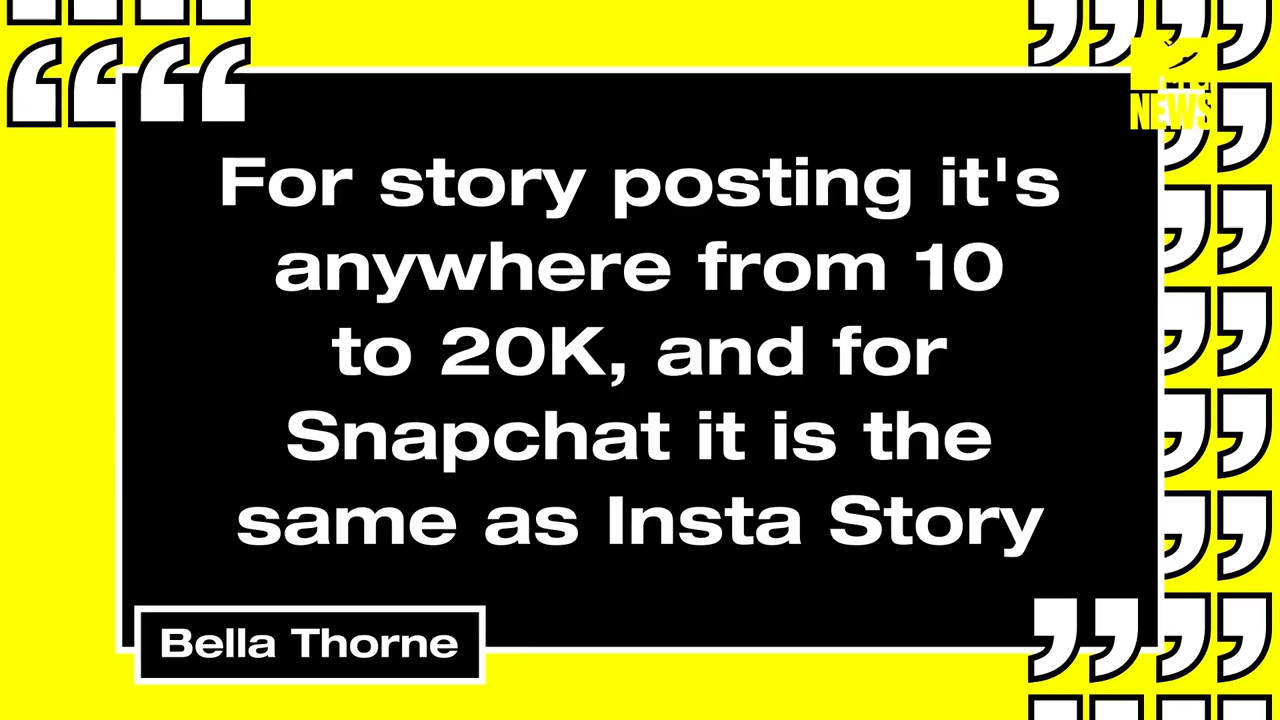 For story posting it's
anywhere from 10
to 20K, and for
Snapchat it is the
same as Insta Story
Bella Thorne
NEWS